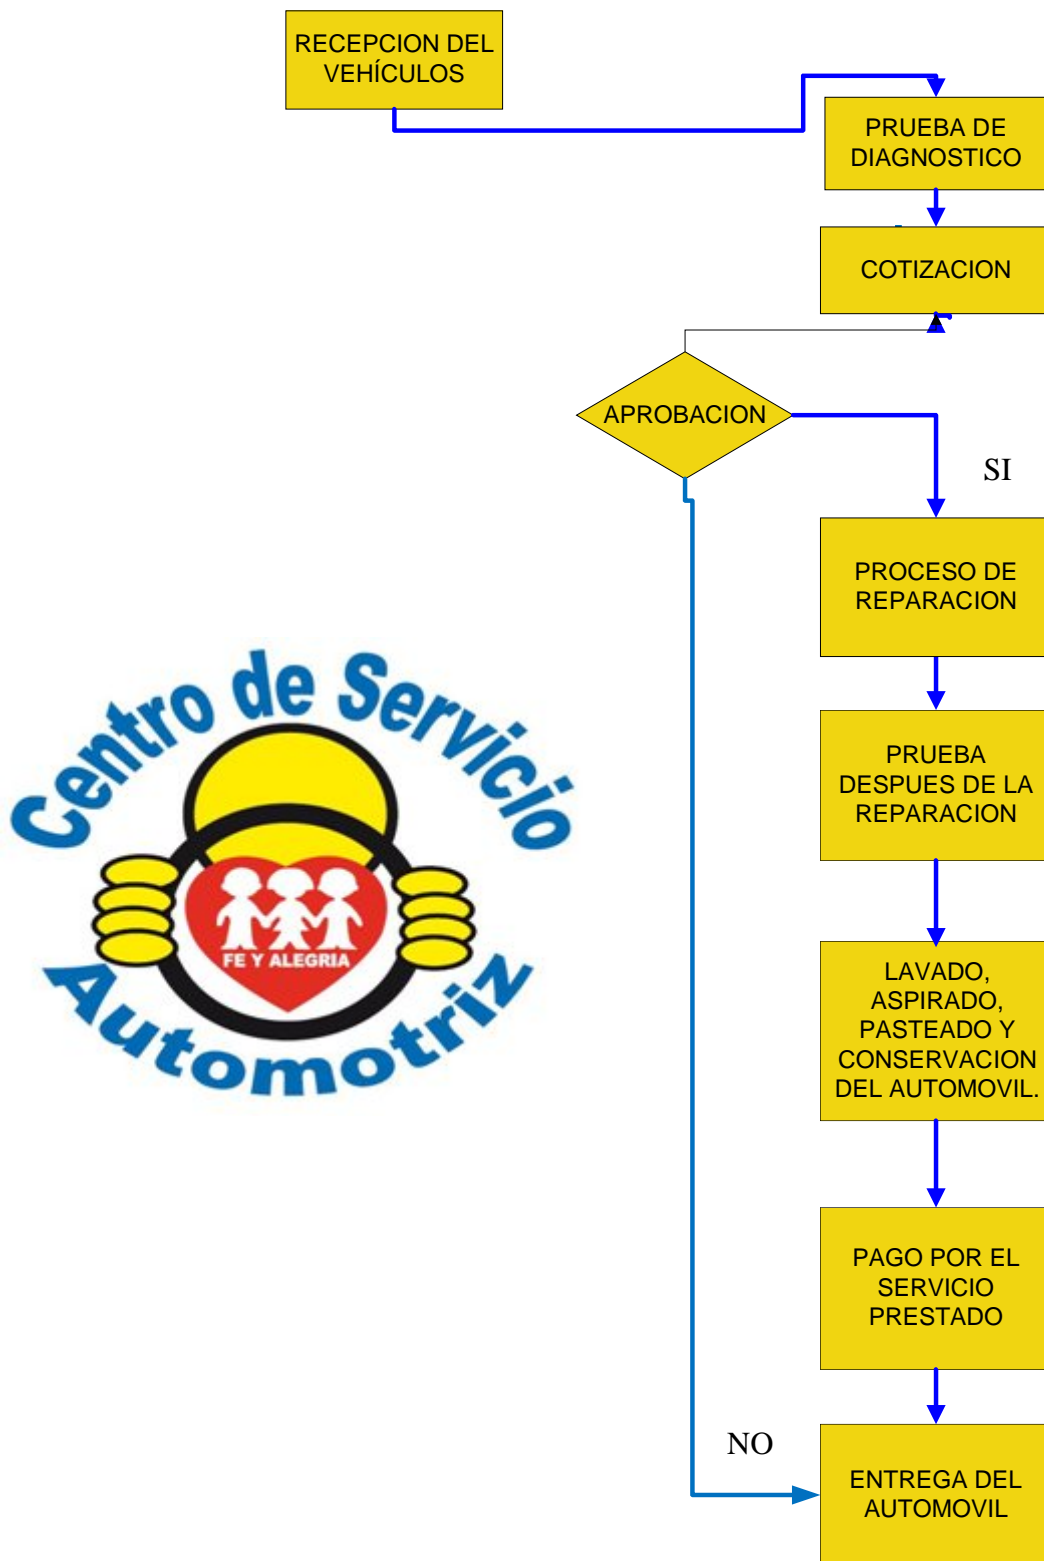 RECEPCION DEL
VEHÍCULOS
PRUEBA DE
DIAGNOSTICO
COTIZACION
APROBACION
SI
PROCESO DE
REPARACION
PRUEBA
DESPUES DE LA
REPARACION
Centro de Servicio
FE Y ALEGRIA
Automotriz
LAVADO,
ASPIRADO,
PASTEADO Y
CONSERVACION
DEL AUTOMOVIL.
PAGO POR EL
SERVICIO
PRESTADO
NO
ENTREGA DEL
AUTOMOVIL